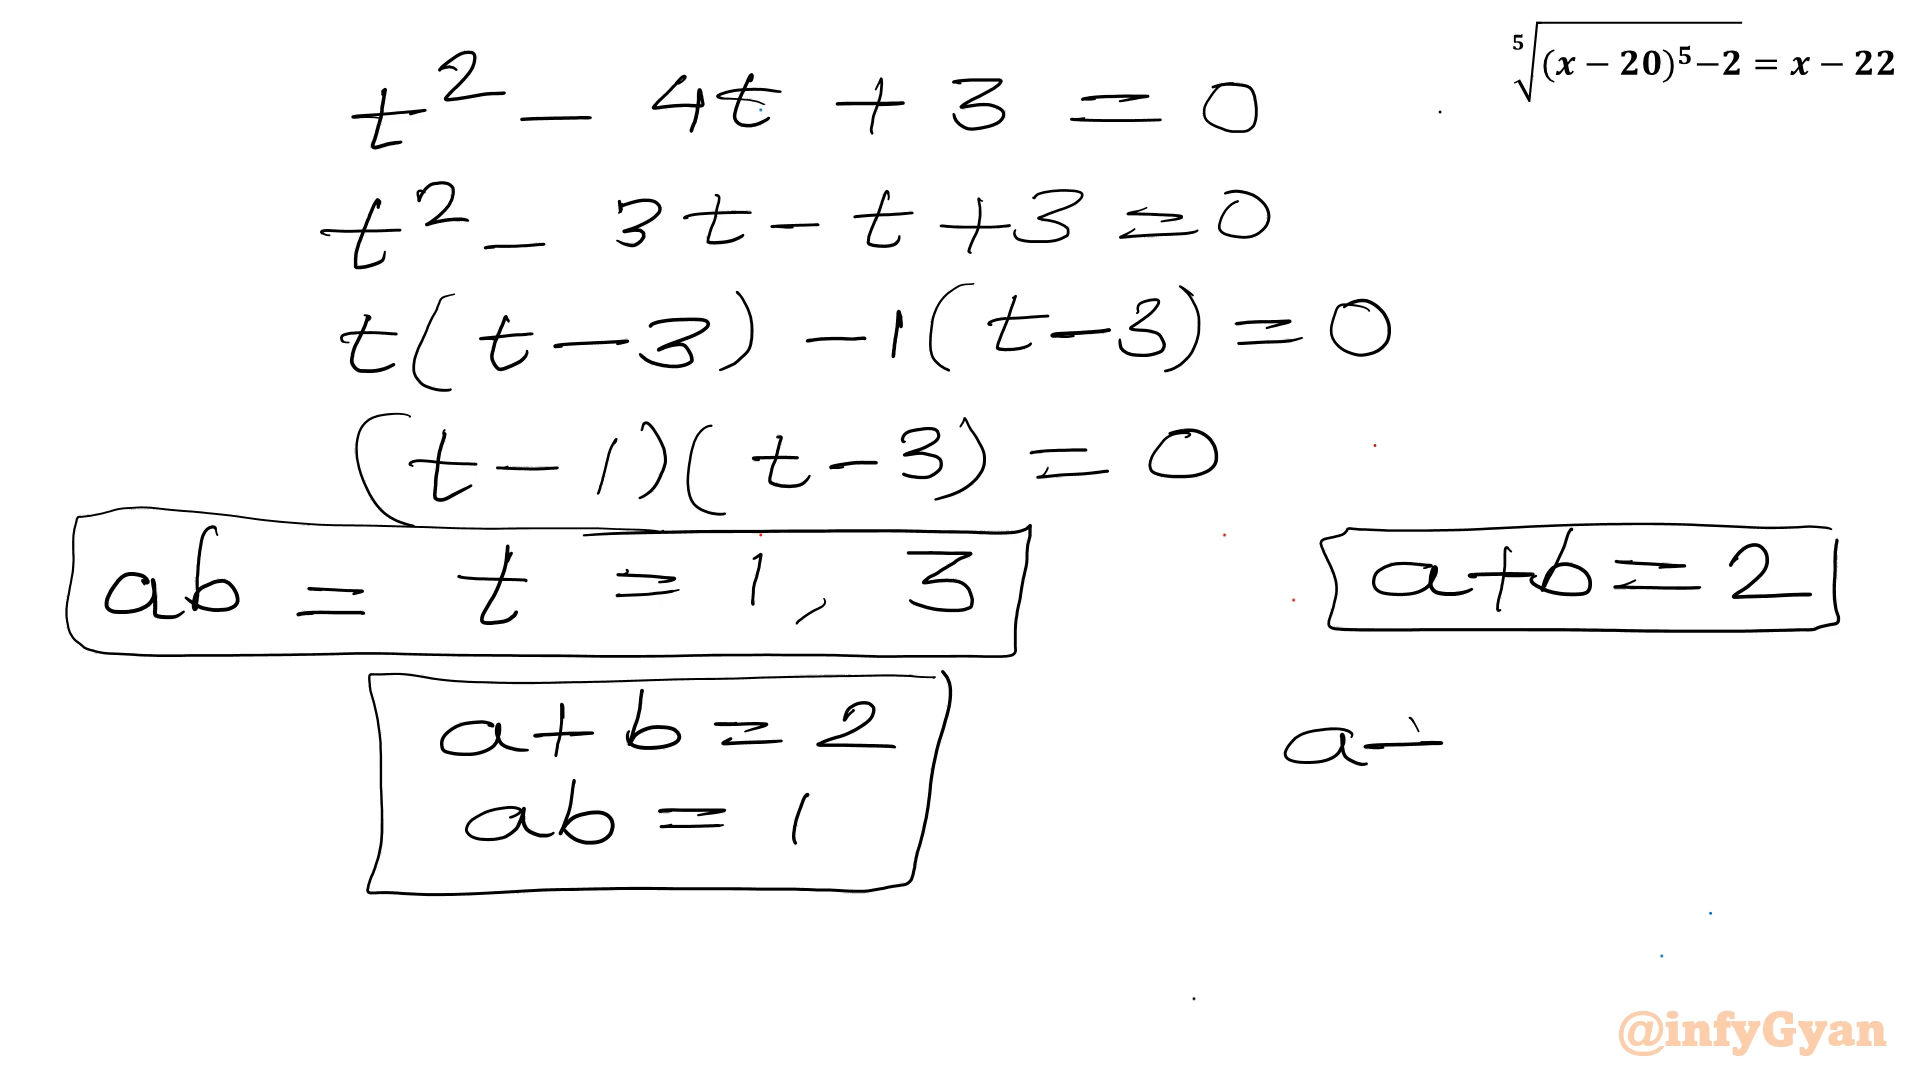 ⁵√((x − 20)⁵−2) = x − 22
t² − 4t + 3 = 0
t² − 3t − t + 3 = 0
t(t − 3) − 1(t − 3) = 0
(t − 1)(t − 3) = 0
ab = t = 1, 3
a + b = 2
a + b = 2
a
ab = 1
@infyGyan